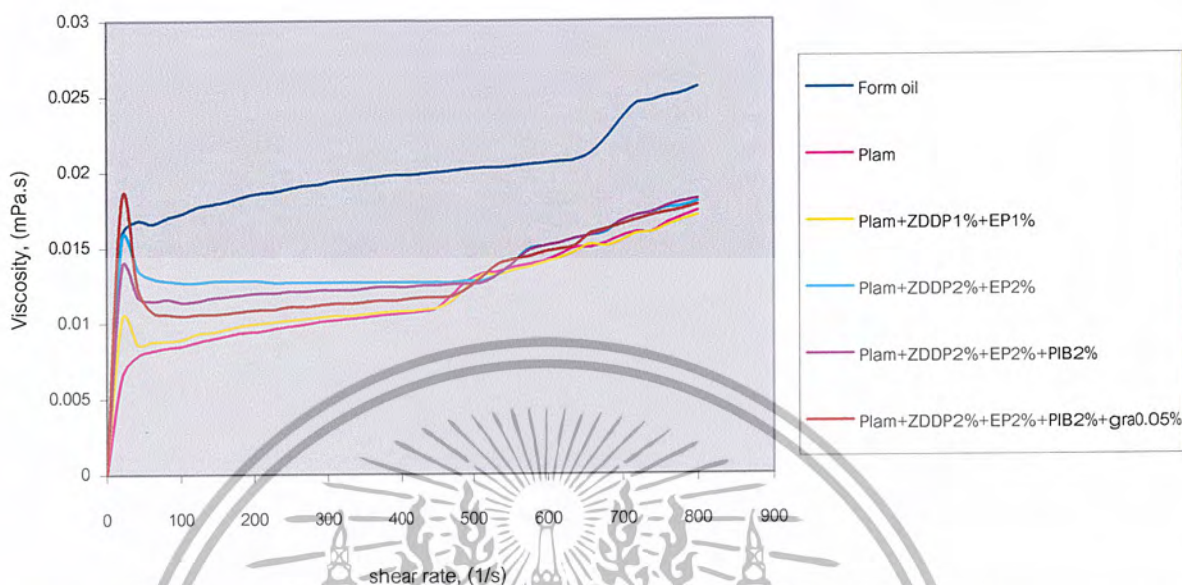 0.03
0.025
0.02
0.015
0.01
0.005
0
Viscosity, (mPa.s)
0 100 200 300 400 500 600 700 800 900
shear rate, (1/s)
Form oil
Plam
Plam+ZDDP1%+EP1%
Plam+ZDDP2%+EP2%
Plam+ZDDP2%+EP2%+PIB2%
Plam+ZDDP2%+EP2%+PIB2%+gra0.05%